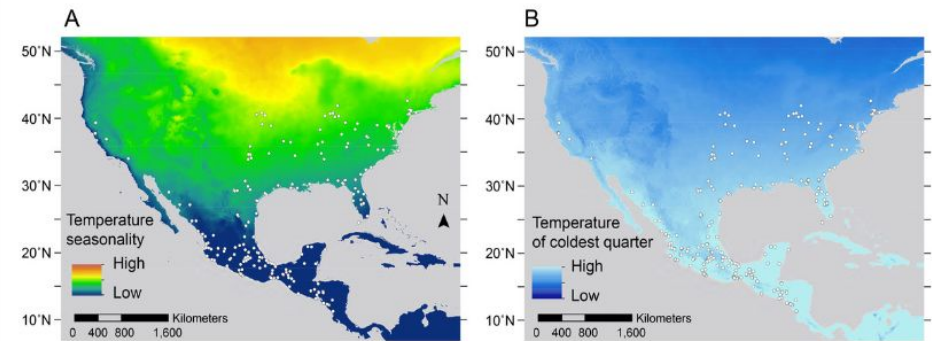 A
50°N
40°N
30°N
20°N
10°N
N
Temperature
seasonality
High
Low
Kilometers
0 400 800 1,600
B
50°N
40°N
30°N
20°N
10°N
Temperature
of coldest quarter
High
Low
Kilometers
0 400 800 1,600